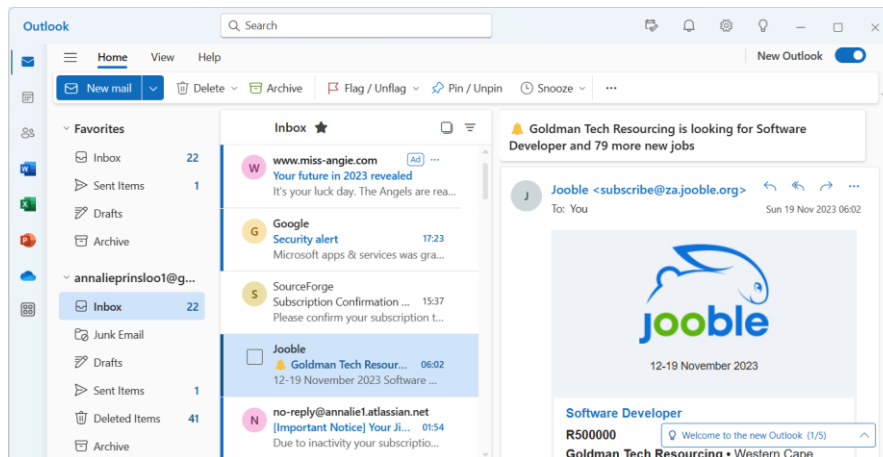 Outlook
Search
Home View Help
New Outlook
New mail Delete Archive Flag / Unflag Pin / Unpin Snooze ...
Favorites
Inbox 22
Sent Items 1
Drafts
Archive
annalieprinsloo1@g...
Inbox 22
Junk Email
Drafts
Sent Items 1
Deleted Items 41
Archive
Inbox
W
www.miss-angie.com Ad ...
Your future in 2023 revealed
It's your luck day. The Angels are rea...
G
Google
Security alert 17:23
Microsoft apps & services was gra...
S
SourceForge
Subscription Confirmation ... 15:37
Please confirm your subscription t...
Jooble
Goldman Tech Resour... 06:02
12-19 November 2023 Software ...
N
no-reply@annalie1.atlassian.net
[Important Notice] Your Ji... 01:54
Due to inactivity your subscriptio...
Goldman Tech Resourcing is looking for Software
Developer and 79 more new jobs
J
Jooble <subscribe@za.jooble.org> ...
To: You Sun 19 Nov 2023 06:02
jooble
12-19 November 2023
Software Developer
R500000
Welcome to the new Outlook (1/5)
Goldman Tech Resourcing • Western Cape